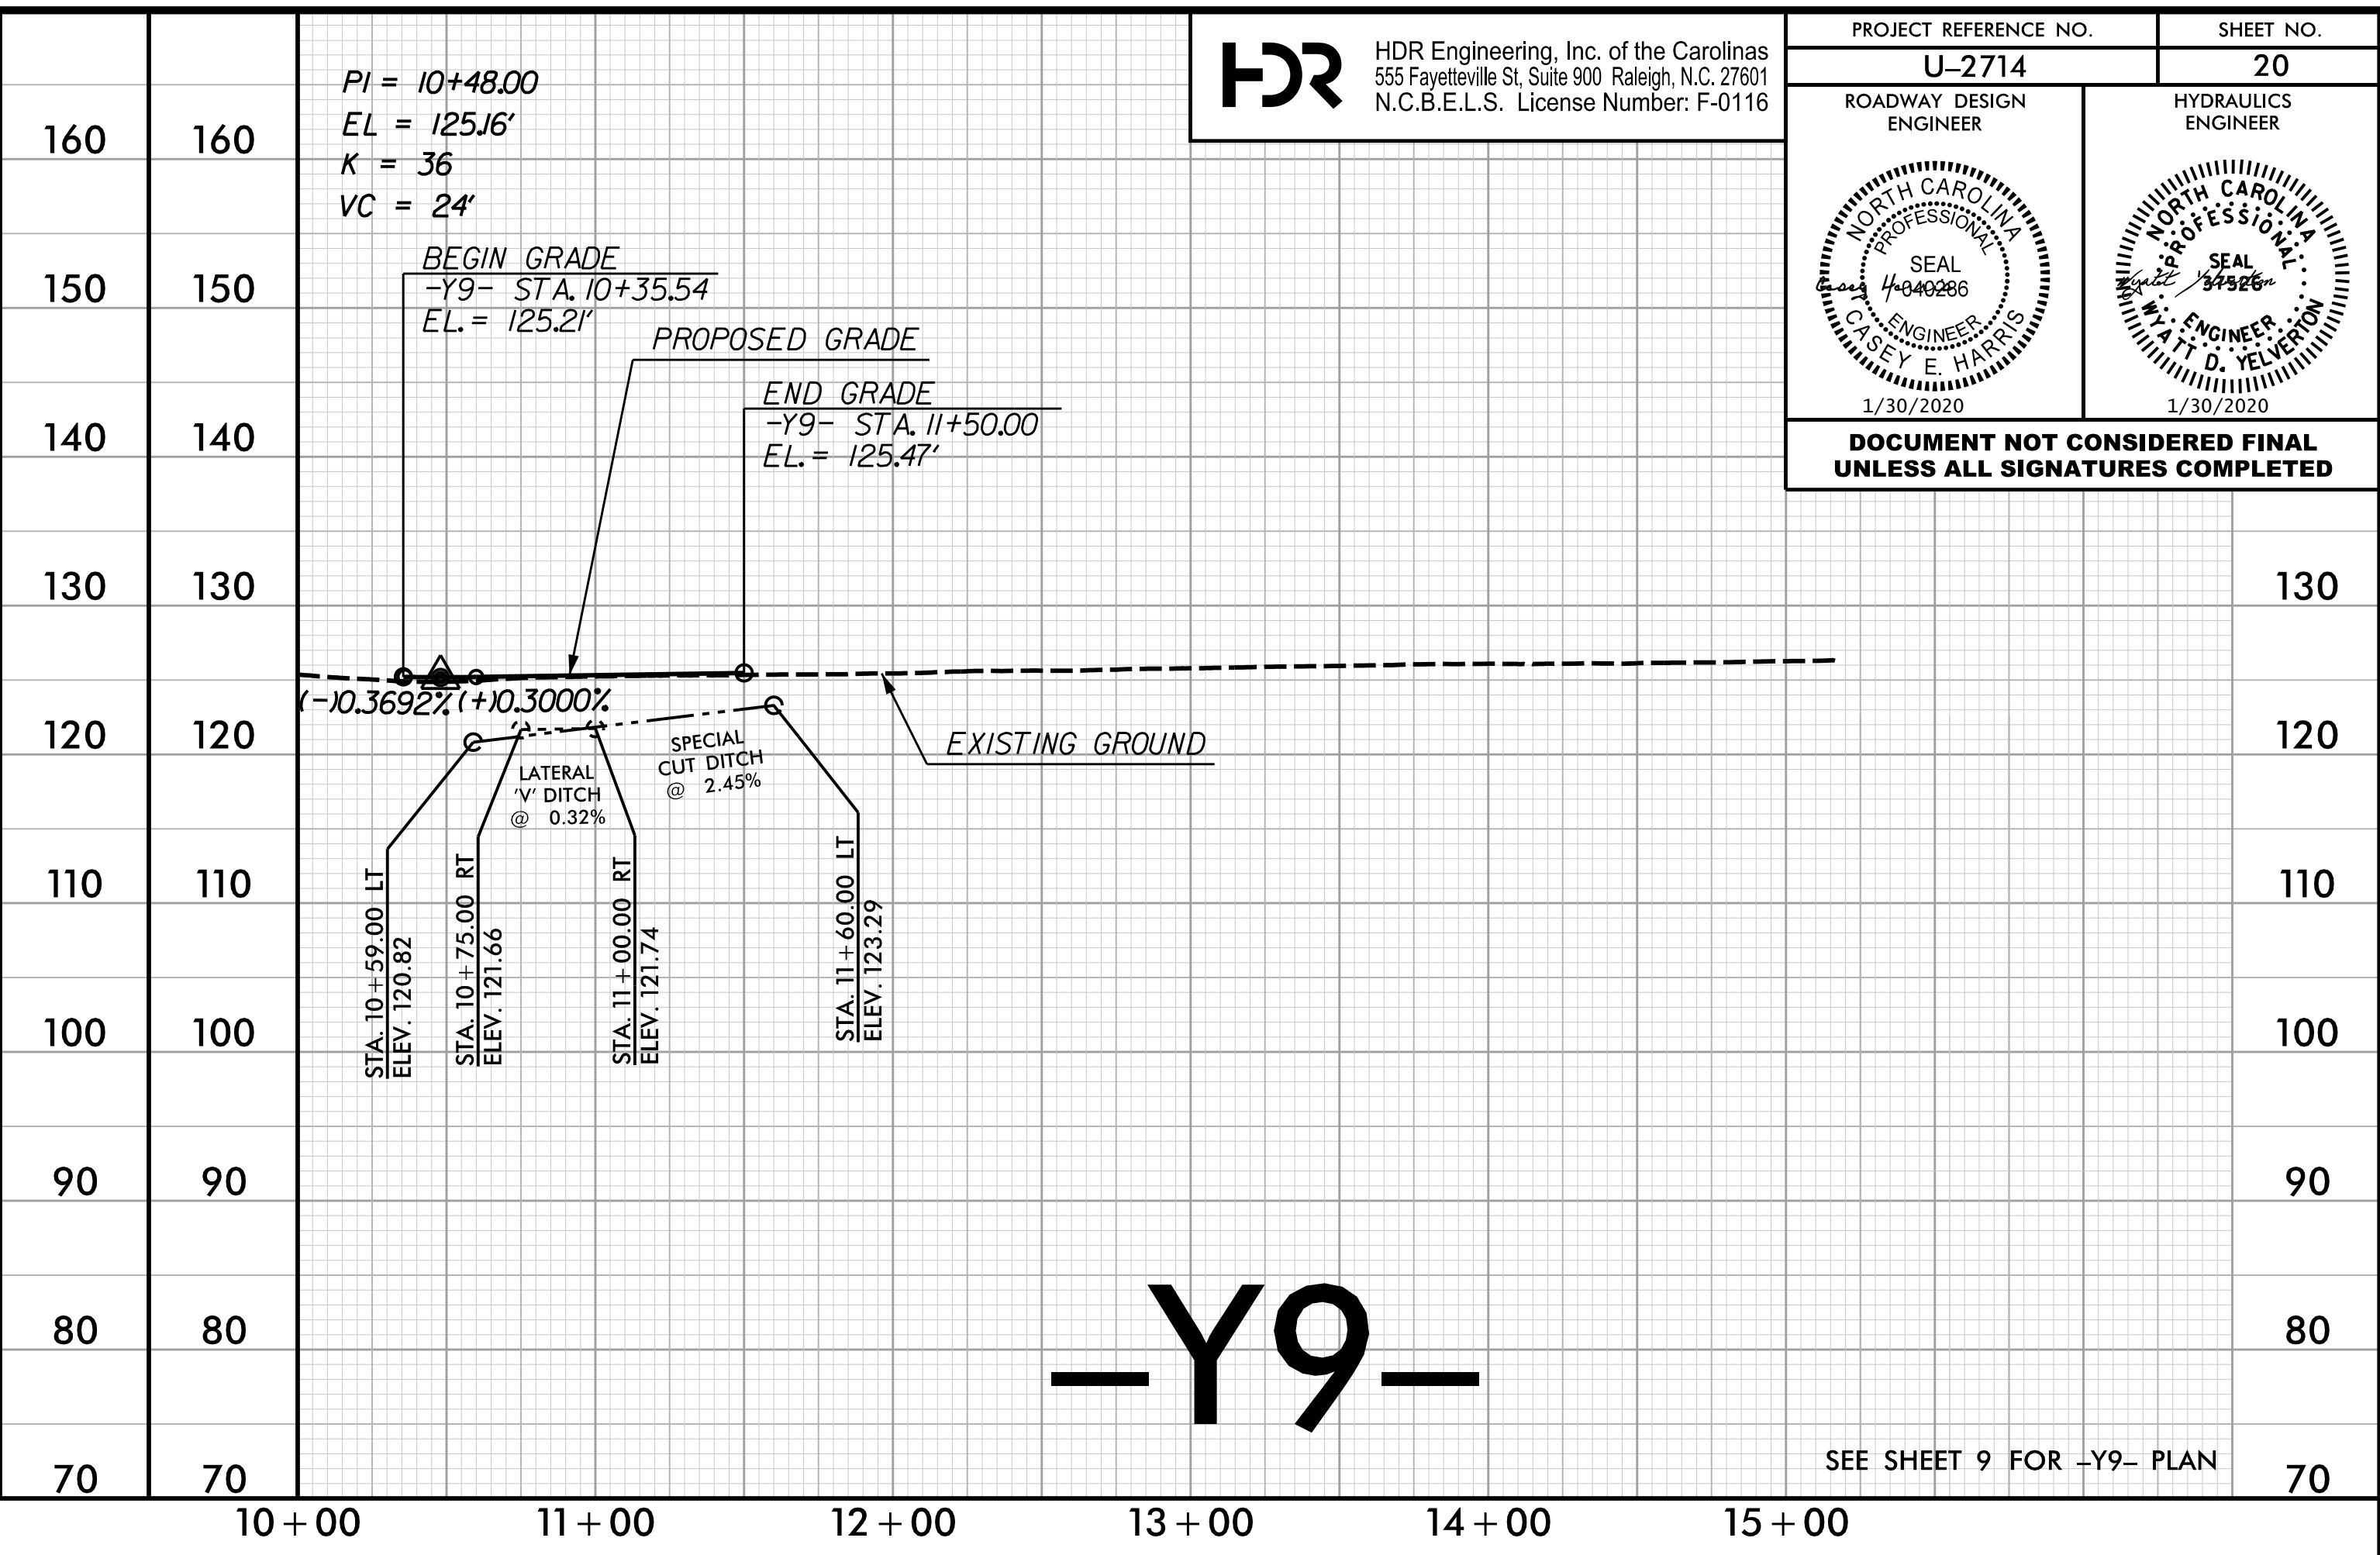 HDR
HDR Engineering, Inc. of the Carolinas
555 Fayetteville St, Suite 900 Raleigh, N.C. 27601
N.C.B.E.L.S. License Number: F-0116
PROJECT REFERENCE NO.
SHEET NO.
U-2714
20
ROADWAY DESIGN
ENGINEER
HYDRAULICS
ENGINEER
NORTH CAROLINA
PROFESSIONAL
SEAL
040286
ENGINEER
CASEY E. HARRIS
1/30/2020
NORTH CAROLINA
PROFESSIONAL
SEAL
37526
ENGINEER
WYATT D. YELVERTON
1/30/2020
DOCUMENT NOT CONSIDERED FINAL
UNLESS ALL SIGNATURES COMPLETED
PI = 10+48.00
EL = 125.16'
K = 36
VC = 24'
BEGIN GRADE
-Y9- STA. 10+35.54
EL. = 125.21'
PROPOSED GRADE
END GRADE
-Y9- STA. 11+50.00
EL. = 125.47'
(-)0.3692% (+)0.3000%
LATERAL
'V' DITCH
@ 0.32%
SPECIAL
CUT DITCH
@ 2.45%
EXISTING GROUND
STA. 10+59.00 LT
ELEV. 120.82
STA. 10+75.00 RT
ELEV. 121.66
STA. 11+00.00 RT
ELEV. 121.74
STA. 11+60.00 LT
ELEV. 123.29
160 160
150 150
140 140
130 130 130
120 120 120
110 110 110
100 100 100
90 90 90
80 80 80
70 70 70
-Y9-
SEE SHEET 9 FOR -Y9- PLAN
10+00 11+00 12+00 13+00 14+00 15+00